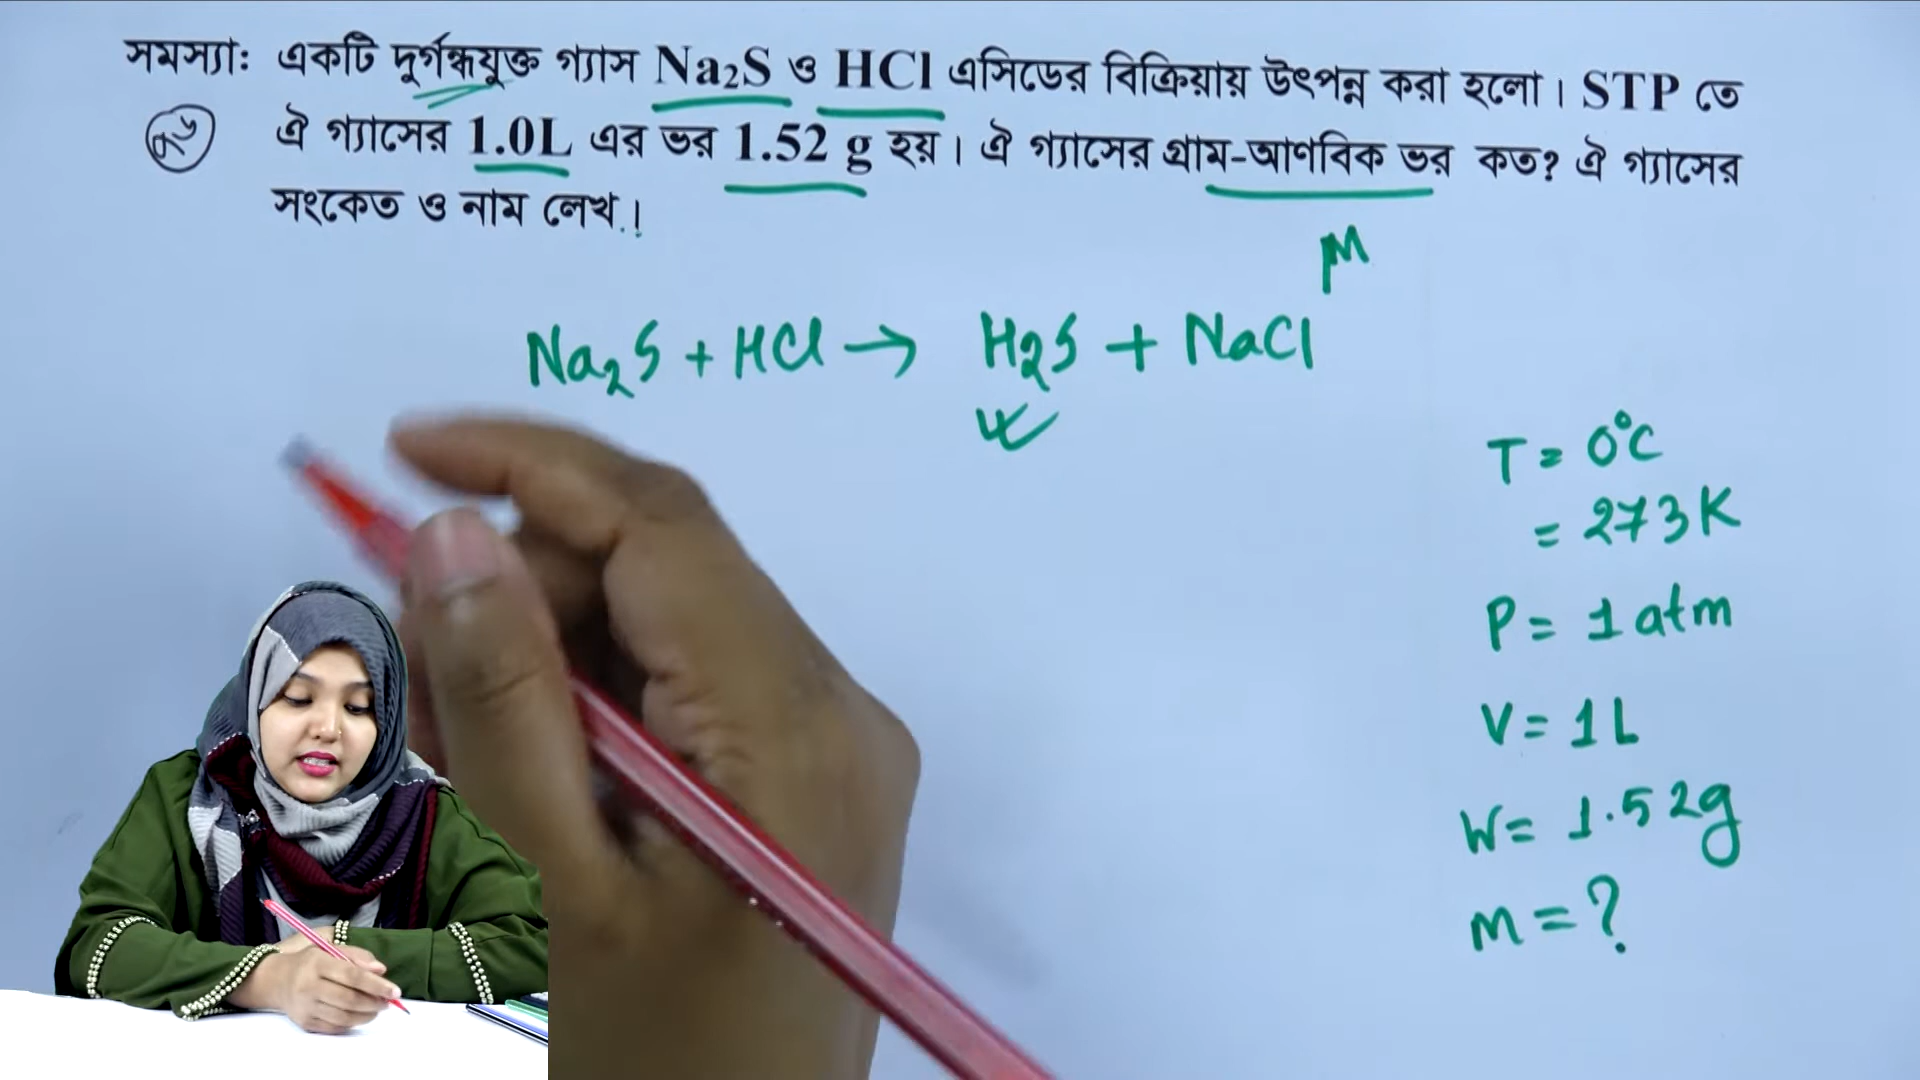 সমস্যা: একটি দুর্গন্ধযুক্ত গ্যাস Na₂S ও HCl এসিডের বিক্রিয়ায় উৎপন্ন করা হলো। STP তে
ঐ গ্যাসের 1.0L এর ভর 1.52 g হয়। ঐ গ্যাসের গ্রাম-আণবিক ভর কত? ঐ গ্যাসের
সংকেত ও নাম লেখ.।
M
Na₂S + HCl → H₂S + NaCl
T = 0°C
= 273K
P = 1 atm
V = 1L
W = 1.52g
M = ?